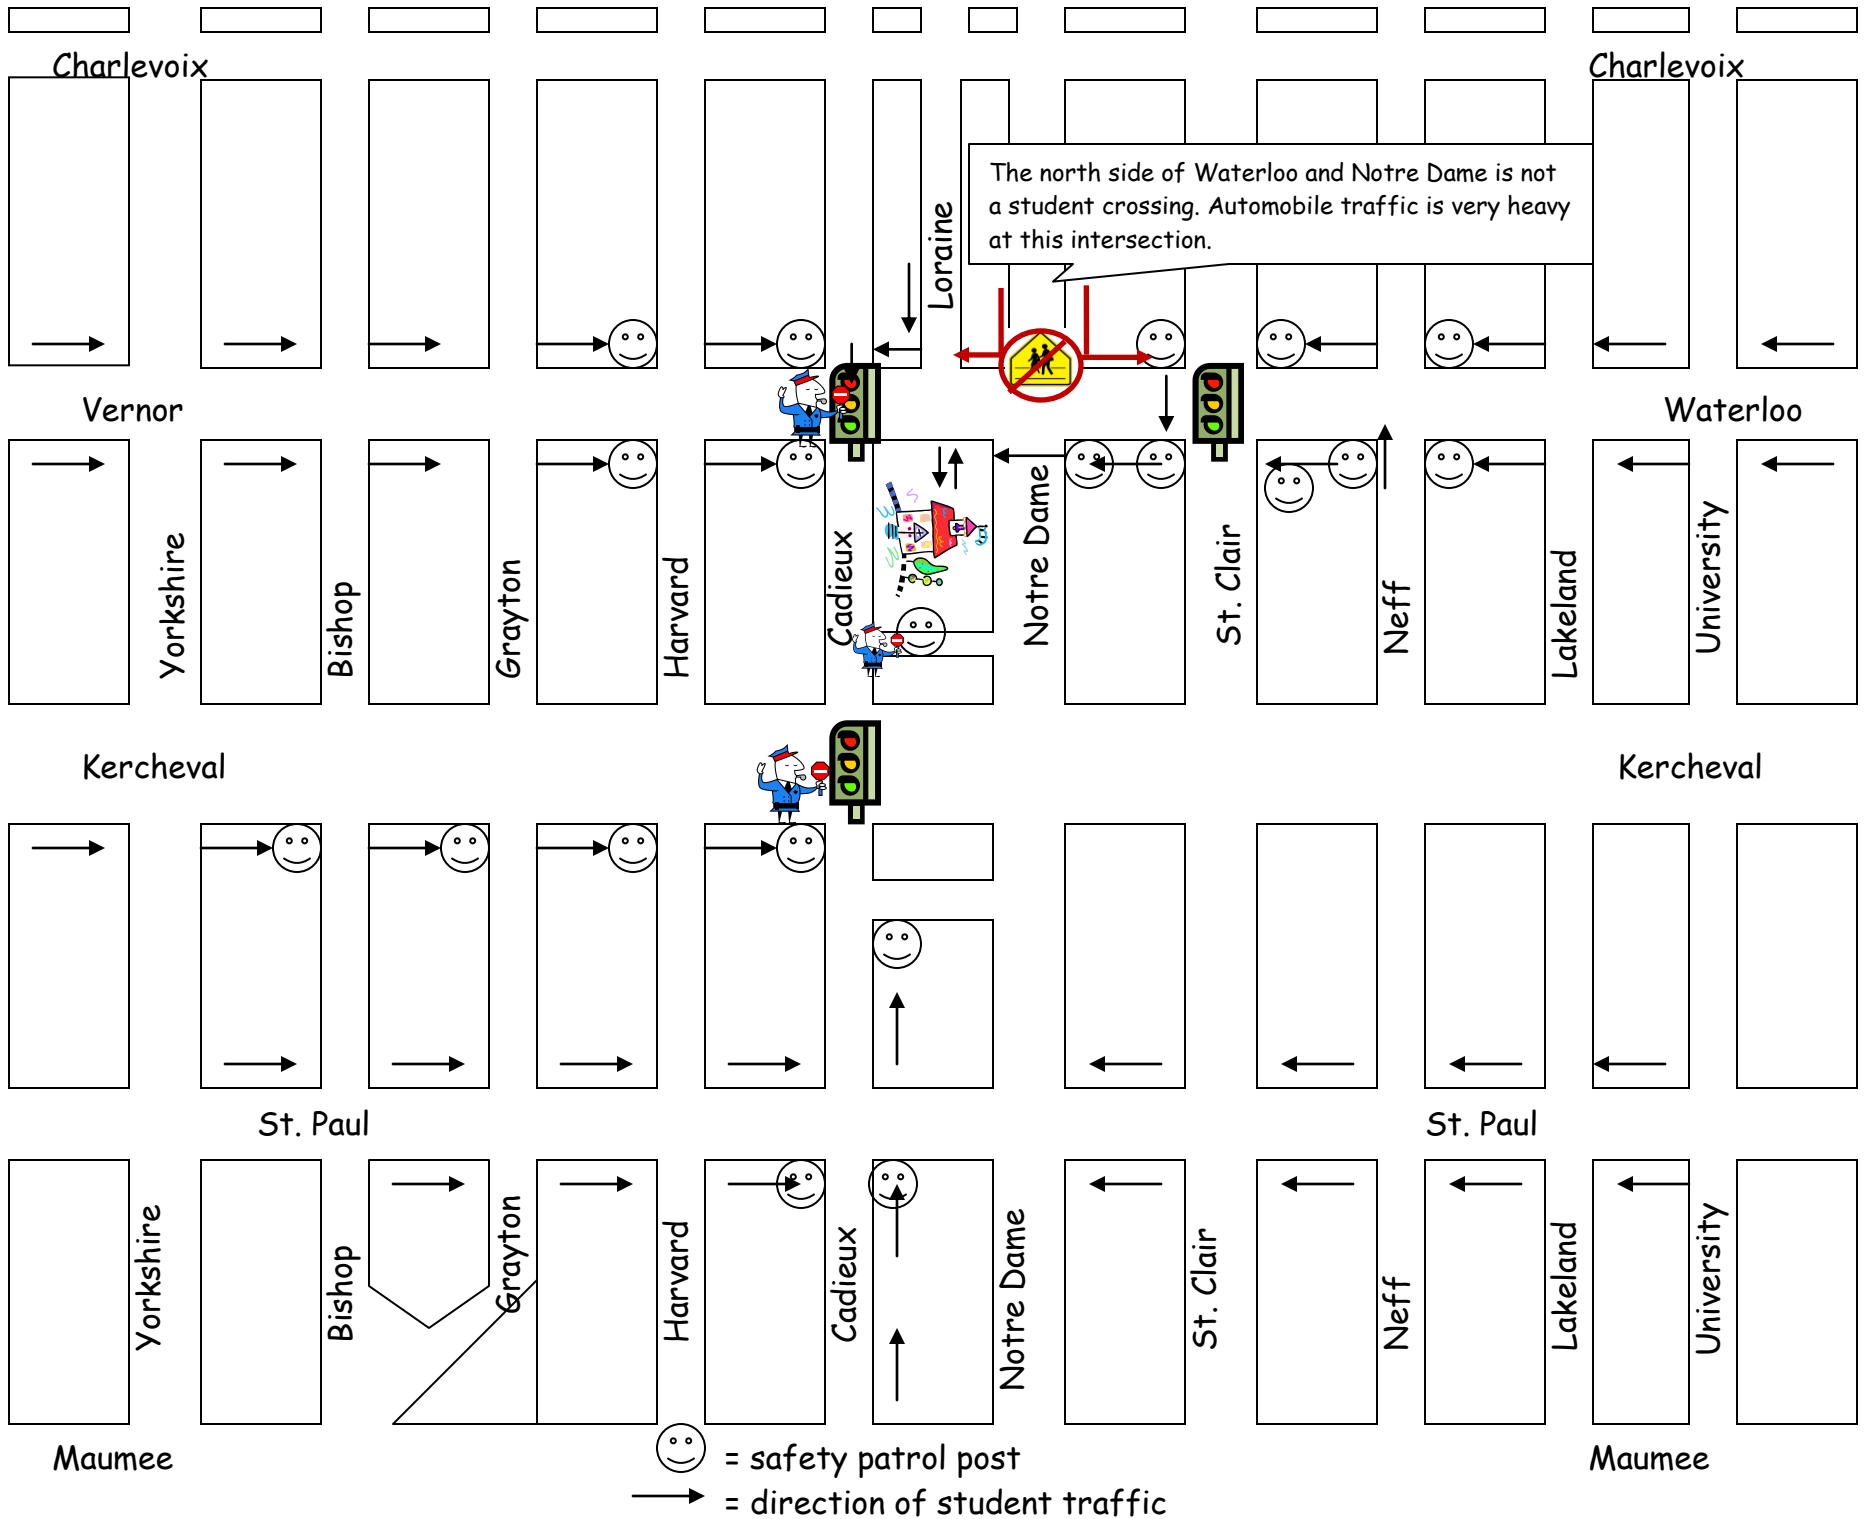 Charlevoix
Charlevoix
The north side of Waterloo and Notre Dame is not
a student crossing. Automobile traffic is very heavy
at this intersection.
Loraine
Vernor
Waterloo
Yorkshire
Bishop
Grayton
Harvard
Cadieux
Notre Dame
St. Clair
Neff
Lakeland
University
Kercheval
Kercheval
St. Paul
St. Paul
Yorkshire
Bishop
Grayton
Harvard
Cadieux
Notre Dame
St. Clair
Neff
Lakeland
University
Maumee
Maumee
= safety patrol post
= direction of student traffic